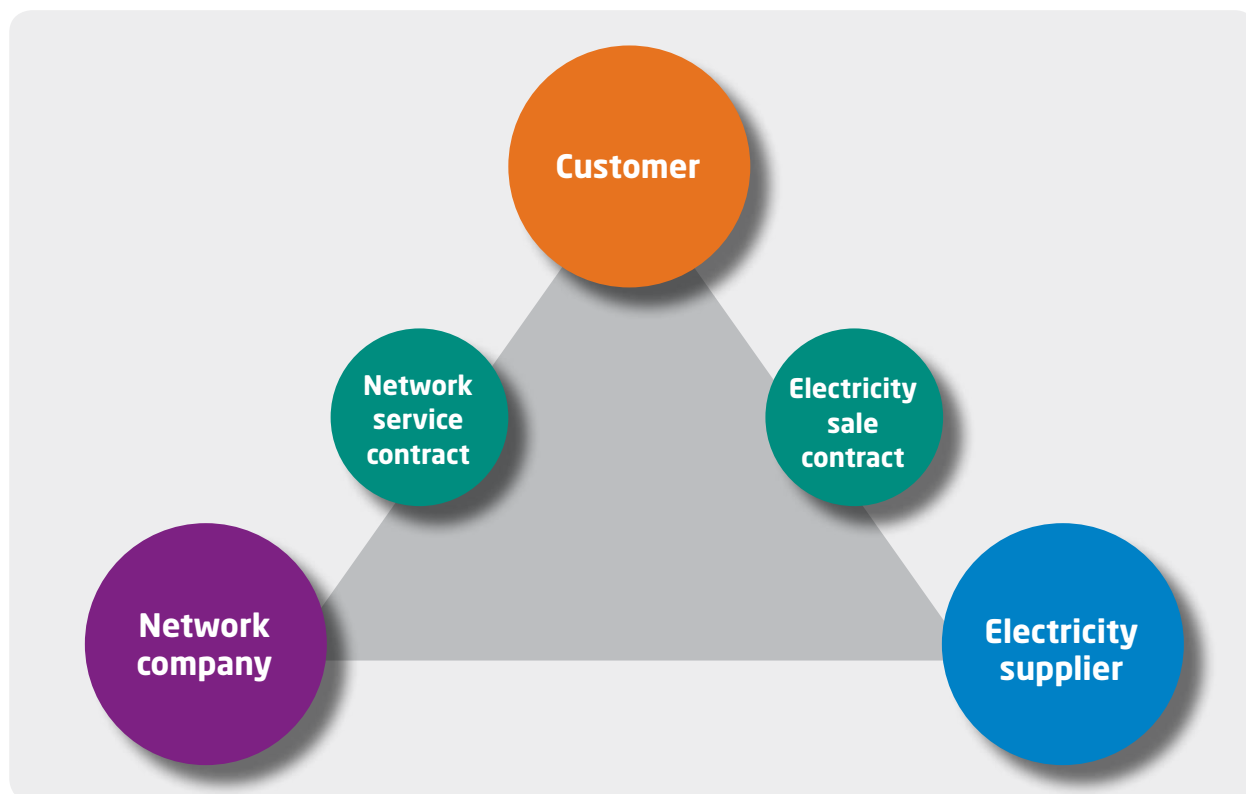 Customer
Network
service
contract
Electricity
sale
contract
Network
company
Electricity
supplier